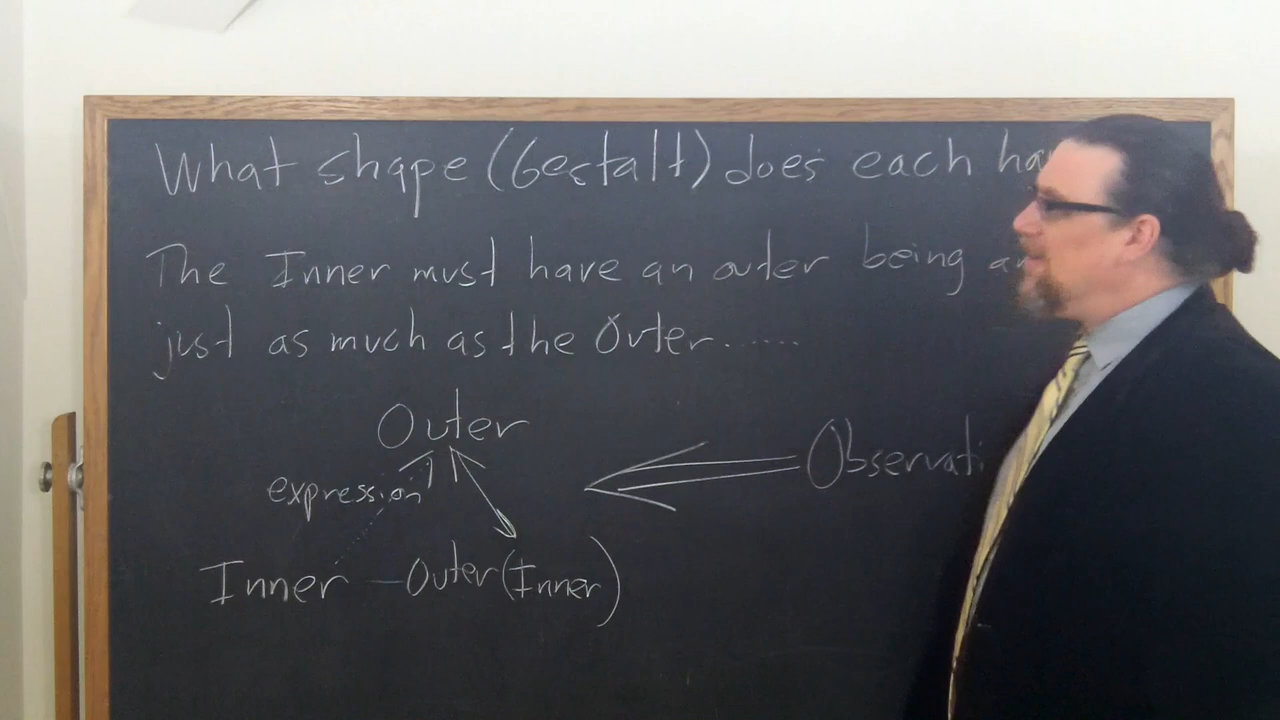 What shape (Gestalt) does each ha
The Inner must have an outer being a
just as much as the Outer......
Outer
expression
Observati
Inner — Outer (Inner)